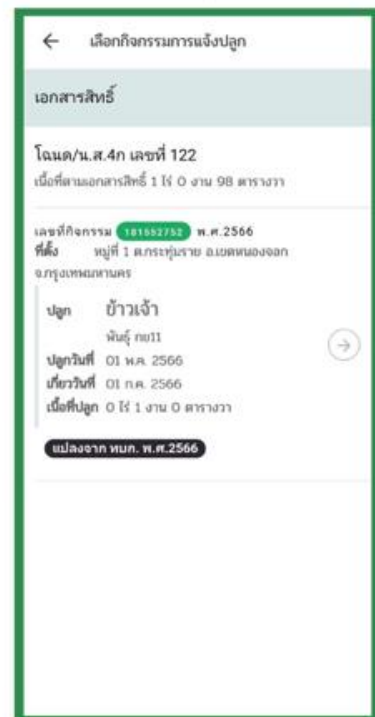 ← เลือกกิจกรรมการแจ้งปลูก
เอกสารสิทธิ์
โฉนด/น.ส.4ก เลขที่ 122
เนื้อที่ตามเอกสารสิทธิ์ 1 ไร่ 0 งาน 98 ตารางวา
เลขที่กิจกรรม 181552752 พ.ศ.2566
ที่ตั้ง หมู่ที่ 1 ต.กระทุ่มราย อ.เขตหนองจอก
จ.กรุงเทพมหานคร
ปลูก ข้าวเจ้า
พันธุ์ กข11
ปลูกวันที่ 01 พ.ค. 2566
เกี่ยววันที่ 01 ก.ค. 2566
เนื้อที่ปลูก 0 ไร่ 1 งาน 0 ตารางวา
แปลงจาก ทบก. พ.ศ.2566
→